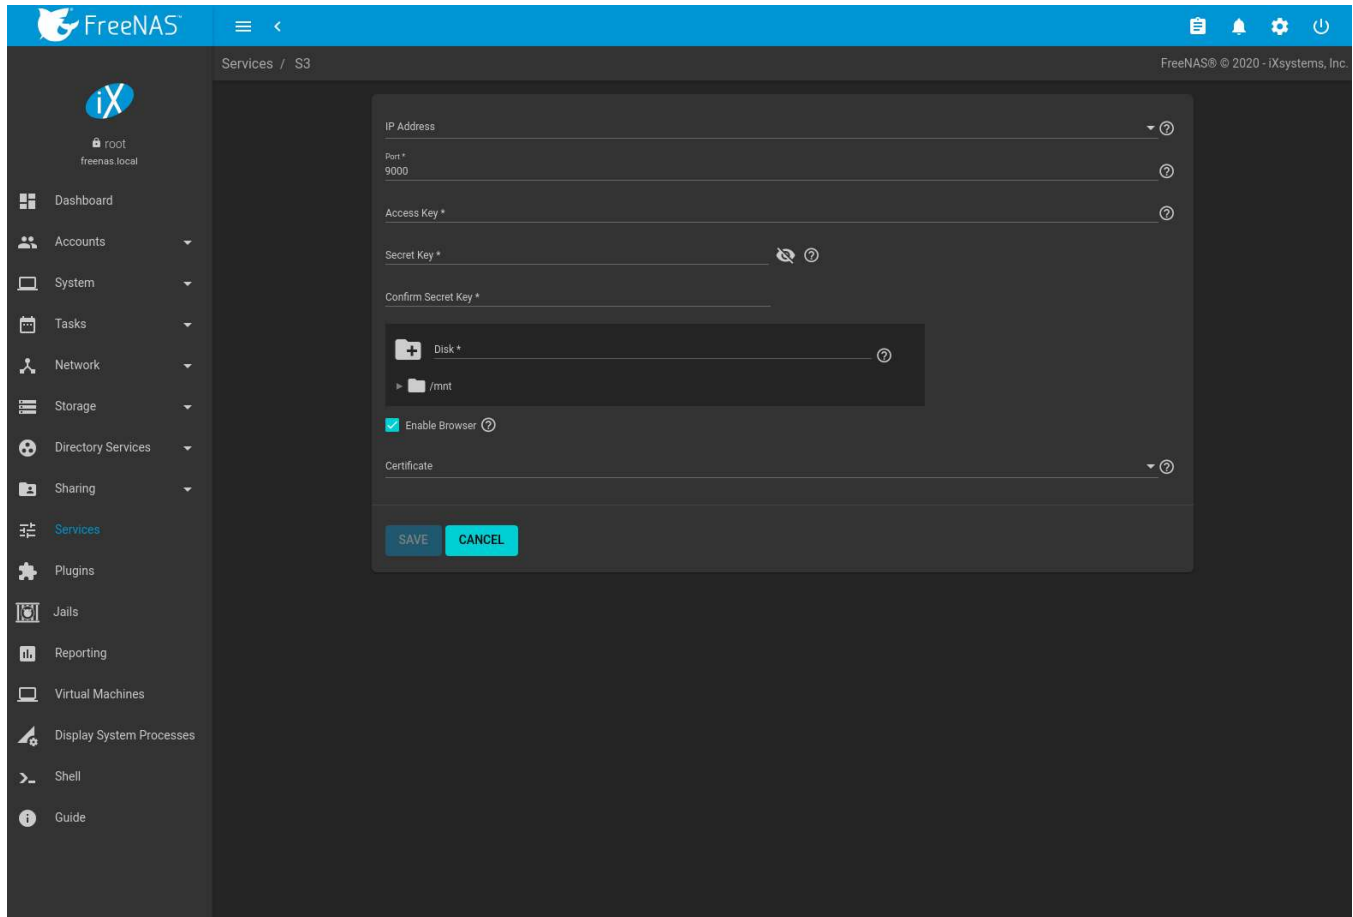 FreeNAS™
Services / S3
FreeNAS® © 2020 - iXsystems, Inc.
iX
root
freenas.local
Dashboard
Accounts
System
Tasks
Network
Storage
Directory Services
Sharing
Services
Plugins
Jails
Reporting
Virtual Machines
Display System Processes
Shell
Guide
IP Address
Port *
9000
Access Key *
Secret Key *
Confirm Secret Key *
Disk *
/mnt
Enable Browser
Certificate
SAVE
CANCEL